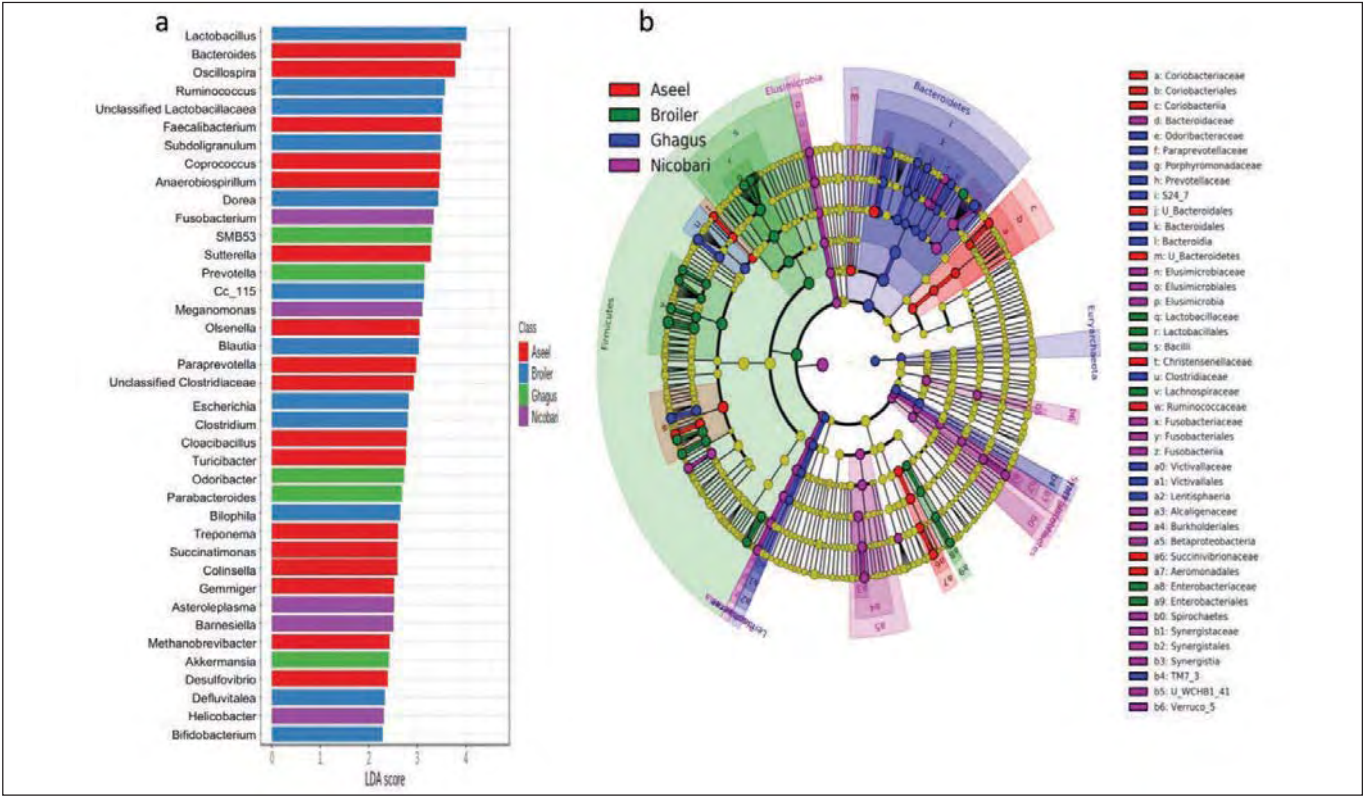 a
Lactobacillus
Bacteroides
Oscillospira
Ruminococcus
Unclassified Lactobacillacaea
Faecalibacterium
Subdoligranulum
Coprococcus
Anaerobiospirillum
Dorea
Fusobacterium
SMB53
Sutterella
Prevotella
Cc_115
Meganomonas
Olsenella
Blautia
Paraprevotella
Unclassified Clostridiaceae
Escherichia
Clostridium
Cloacibacillus
Turicibacter
Odoribacter
Parabacteroides
Bilophila
Treponema
Succinatimonas
Colinsella
Gemmiger
Asteroleplasma
Barnesiella
Methanobrevibacter
Akkermansia
Desulfovibrio
Defluvitalea
Helicobacter
Bifidobacterium
0 1 2 3 4
LDA score
Class
Aseel
Broiler
Ghagus
Nicobari
b
Aseel
Broiler
Ghagus
Nicobari
Elusimicrobia
Bacteroidetes
Firmicutes
Euryarchaeota
a: Coriobacteriaceae
b: Coriobacteriales
c: Coriobacteriia
d: Bacteroidaceae
e: Odoribacteraceae
f: Paraprevotellaceae
g: Porphyromonadaceae
h: Prevotellaceae
i: S24_7
j: U_Bacteroidales
k: Bacteroidales
l: Bacteroidia
m: U_Bacteroidetes
n: Elusimicrobiaceae
o: Elusimicrobiales
p: Elusimicrobia
q: Lactobacillaceae
r: Lactobacillales
s: Bacilli
t: Christensenellaceae
u: Clostridiaceae
v: Lachnospiraceae
w: Ruminococcaceae
x: Fusobacteriaceae
y: Fusobacteriales
z: Fusobacteriia
a0: Victivallaceae
a1: Victivallales
a2: Lentisphaeria
a3: Alcaligenaceae
a4: Burkholderiales
a5: Betaproteobacteria
a6: Succinivibrionaceae
a7: Aeromonadales
a8: Enterobacteriaceae
a9: Enterobacteriales
b0: Spirochaetes
b1: Synergistaceae
b2: Synergistales
b3: Synergistia
b4: TM7_3
b5: U_WCHB1_41
b6: Verruco_5